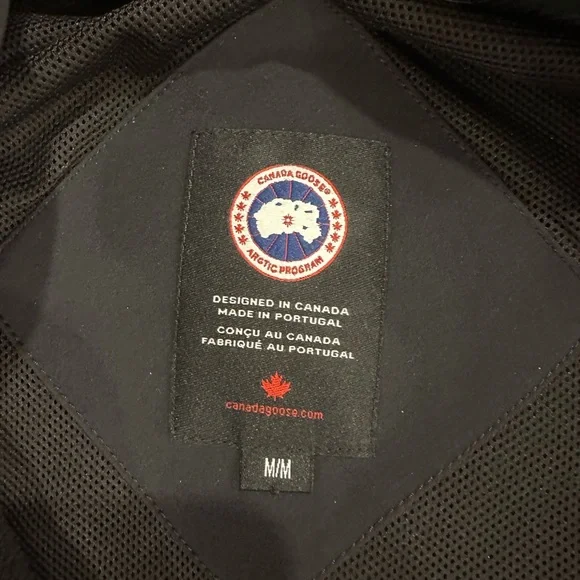 CANADA GOOSE®
ARCTIC PROGRAM
DESIGNED IN CANADA
MADE IN PORTUGAL
CONÇU AU CANADA
FABRIQUÉ AU PORTUGAL
canadagoose.com
M/M